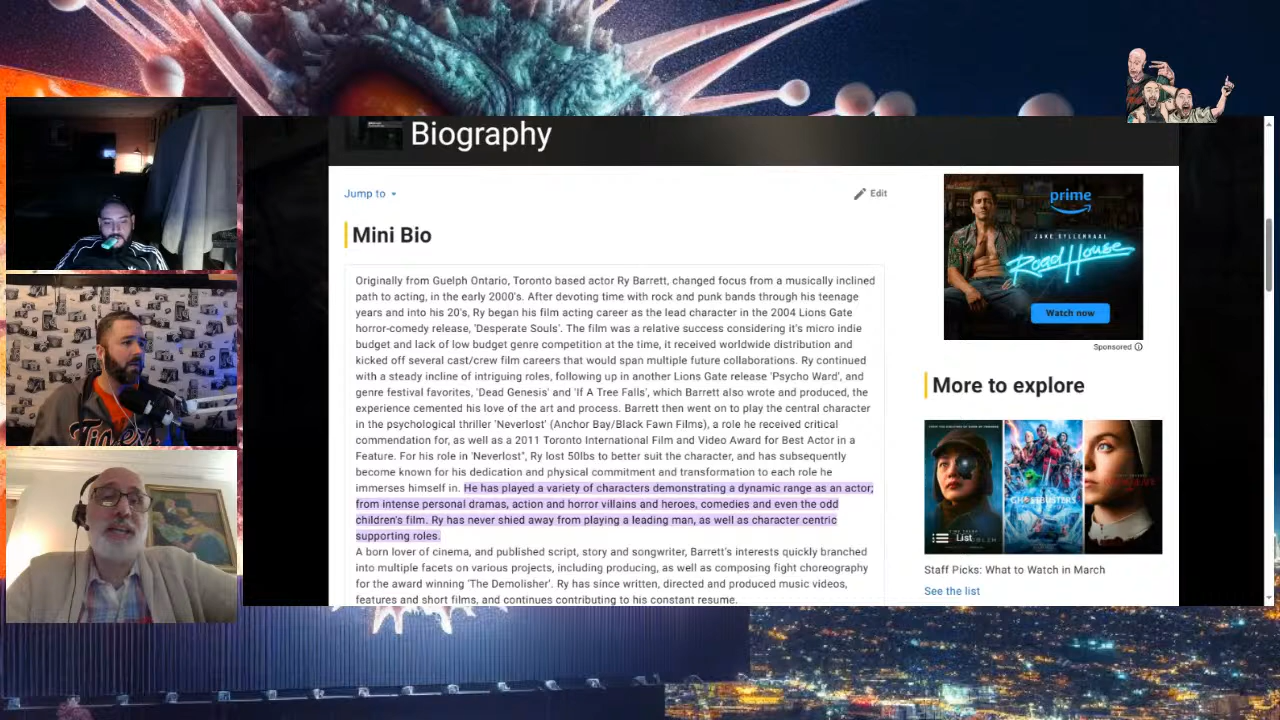 Biography
Jump to
Edit
Mini Bio
Originally from Guelph Ontario, Toronto based actor Ry Barrett, changed focus from a musically inclined
path to acting, in the early 2000's. After devoting time with rock and punk bands through his teenage
years and into his 20's, Ry began his film acting career as the lead character in the 2004 Lions Gate
horror-comedy release, 'Desperate Souls'. The film was a relative success considering it's micro indie
budget and lack of low budget genre competition at the time, it received worldwide distribution and
kicked off several cast/crew film careers that would span multiple future collaborations. Ry continued
with a steady incline of intriguing roles, following up in another Lions Gate release 'Psycho Ward', and
genre festival favorites, 'Dead Genesis' and 'If A Tree Falls', which Barrett also wrote and produced, the
experience cemented his love of the art and process. Barrett then went on to play the central character
in the psychological thriller 'Neverlost' (Anchor Bay/Black Fawn Films), a role he received critical
commendation for, as well as a 2011 Toronto International Film and Video Award for Best Actor in a
Feature. For his role in 'Neverlost", Ry lost 50lbs to better suit the character, and has subsequently
become known for his dedication and physical commitment and transformation to each role he
immerses himself in. He has played a variety of characters demonstrating a dynamic range as an actor;
from intense personal dramas, action and horror villains and heroes, comedies and even the odd
children's film. Ry has never shied away from playing a leading man, as well as character centric
supporting roles.
A born lover of cinema, and published script, story and songwriter, Barrett's interests quickly branched
into multiple facets on various projects, including producing, as well as composing fight choreography
for the award winning 'The Demolisher'. Ry has since written, directed and produced music videos,
features and short films, and continues contributing to his constant resume.
prime
JAKE GYLLENHAAL
Road House
Watch now
Sponsored
More to explore
GHOSTBUSTERS
List
Staff Picks: What to Watch in March
See the list
Tigers